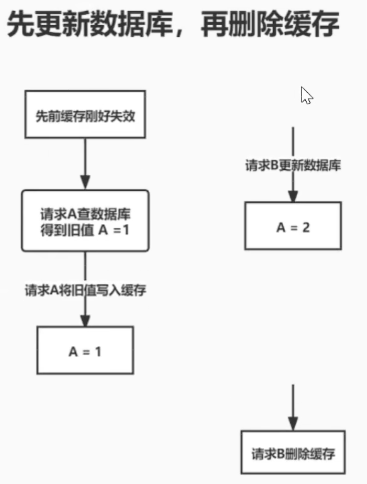 先更新数据库，再删除缓存
先前缓存刚好失效
请求A查数据库
得到旧值 A =1
请求A将旧值写入缓存
A = 1
请求B更新数据库
A = 2
请求B删除缓存